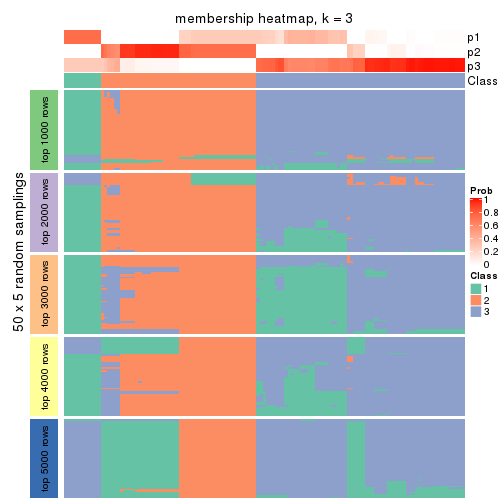 membership heatmap, k = 3
p1
p2
p3
Class
50 x 5 random samplings
top 1000 rows
top 2000 rows
top 3000 rows
top 4000 rows
top 5000 rows
Prob
1
0.8
0.6
0.4
0.2
0
Class
1
2
3